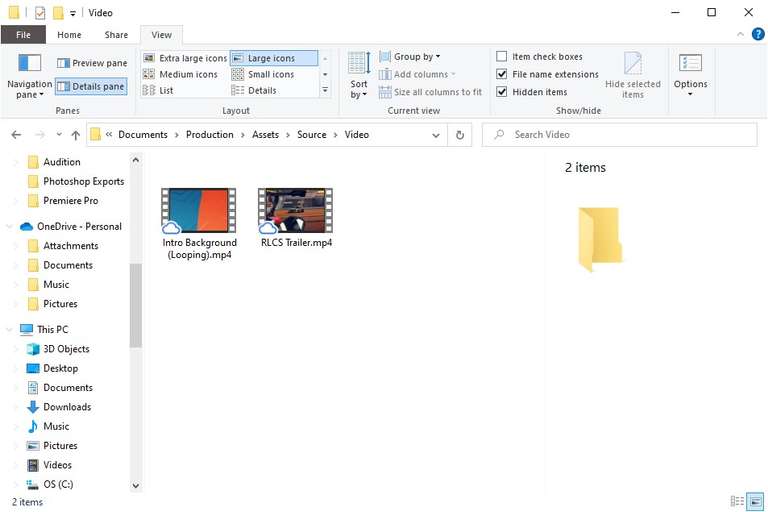 Video
File Home Share View
Navigation pane
Preview pane
Details pane
Panes
Extra large icons Large icons
Medium icons Small icons
List Details
Layout
Sort by
Group by
Add columns
Size all columns to fit
Current view
Item check boxes
File name extensions
Hidden items
Hide selected items
Show/hide
Options
« Documents > Production > Assets > Source > Video
Search Video
Audition
Photoshop Exports
Premiere Pro
OneDrive - Personal
Attachments
Documents
Music
Pictures
This PC
3D Objects
Desktop
Documents
Downloads
Music
Pictures
Videos
OS (C:)
Intro Background
(Looping).mp4
RLCS Trailer.mp4
2 items
2 items